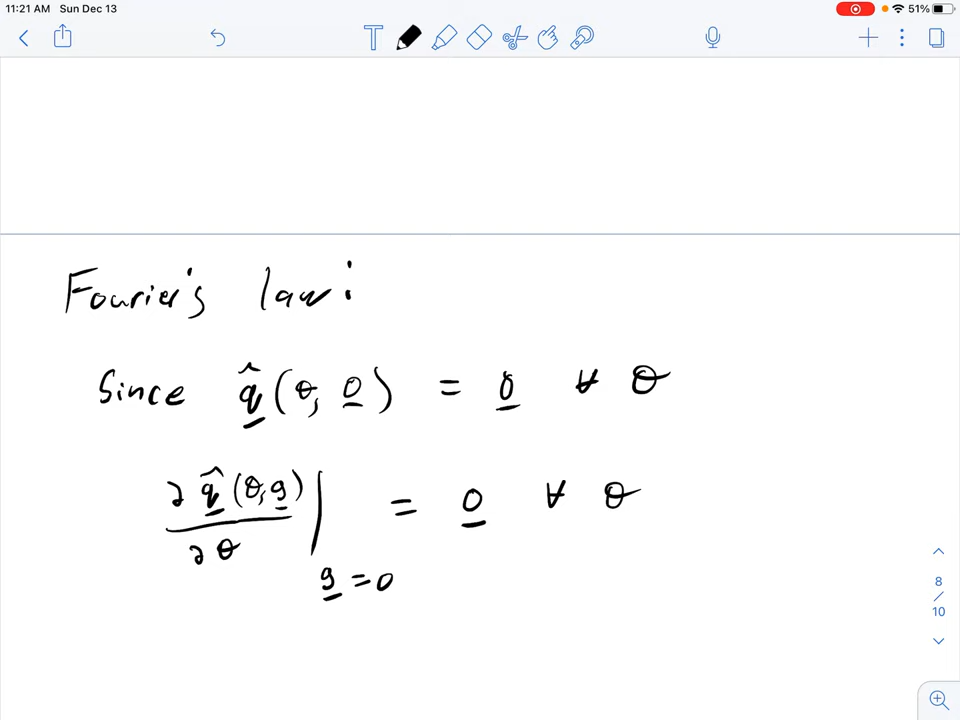 11:21 AM Sun Dec 13
51%
T
Fourier's law:
Since q̂(θ, 0) = 0 ∀ θ
∂q̂(θ,g)/∂θ | g=0 = 0 ∀ θ
8
/
10